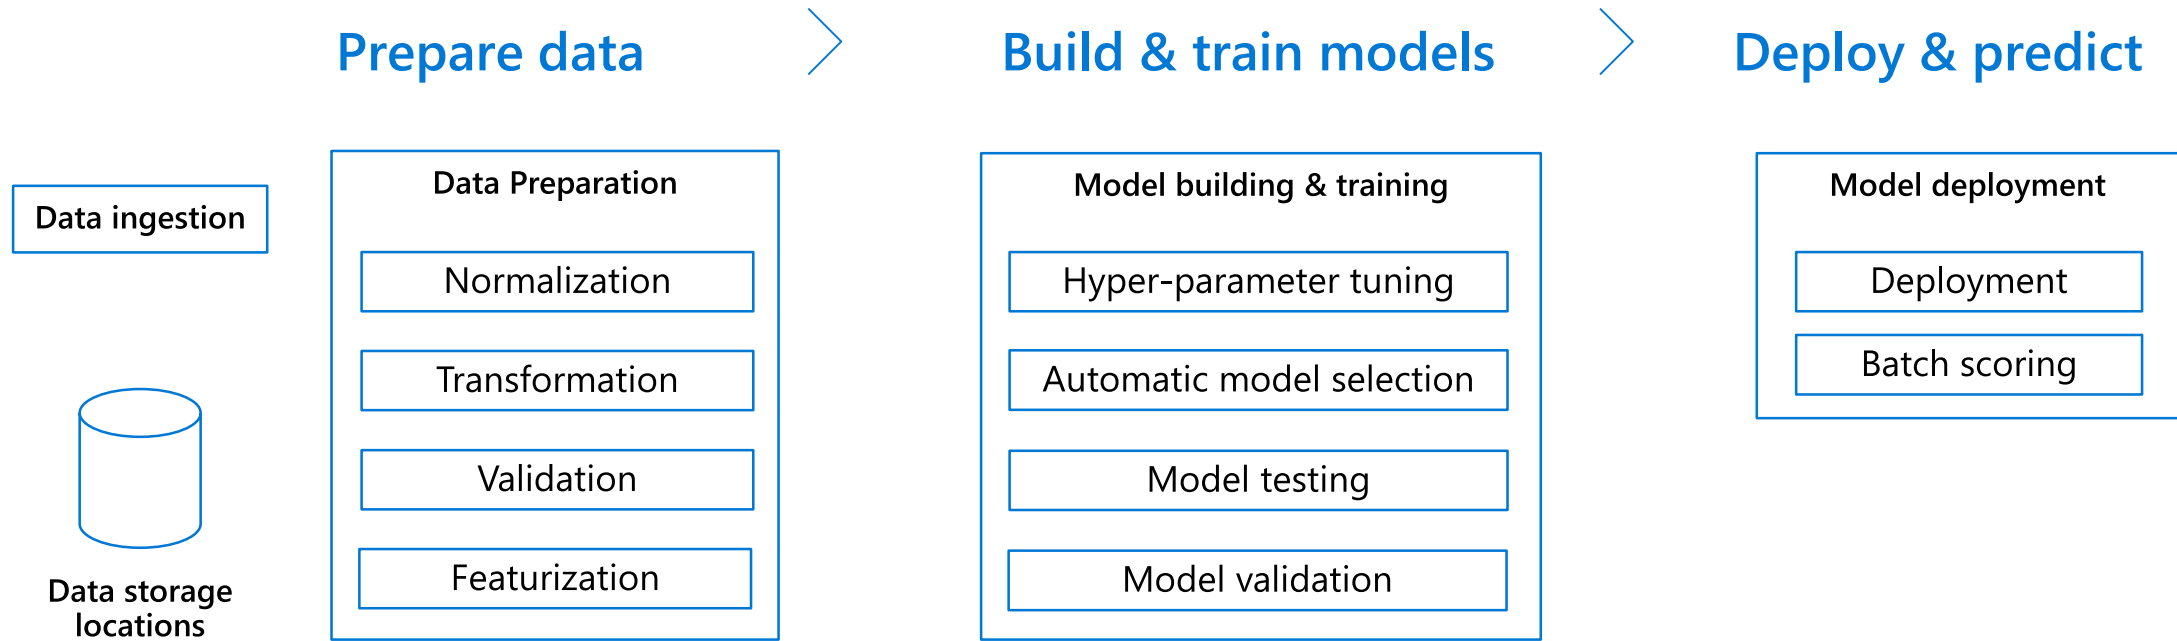 Prepare data
Build & train models
Deploy & predict
Data ingestion
Data storage
locations
Data Preparation
Normalization
Transformation
Validation
Featurization
Model building & training
Hyper-parameter tuning
Automatic model selection
Model testing
Model validation
Model deployment
Deployment
Batch scoring